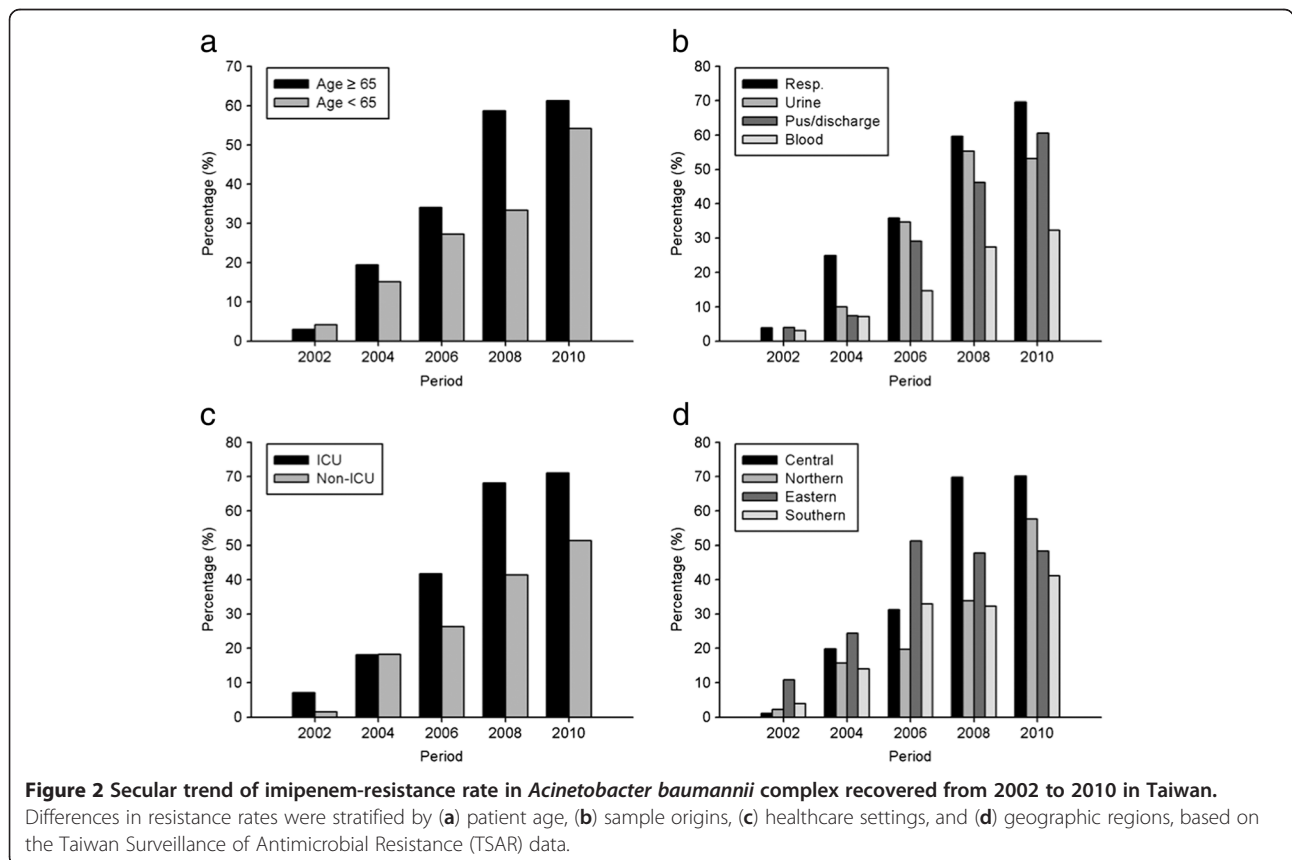 a
70
60
50
40
30
20
10
0
Percentage (%)
Age ≥ 65
Age < 65
2002 2004 2006 2008 2010
Period
b
80
70
60
50
40
30
20
10
0
Percentage (%)
Resp.
Urine
Pus/discharge
Blood
2002 2004 2006 2008 2010
Period
c
80
70
60
50
40
30
20
10
0
Percentage (%)
ICU
Non-ICU
2002 2004 2006 2008 2010
Period
d
80
70
60
50
40
30
20
10
0
Percentage (%)
Central
Northern
Eastern
Southern
2002 2004 2006 2008 2010
Period
Figure 2 Secular trend of imipenem-resistance rate in Acinetobacter baumannii complex recovered from 2002 to 2010 in Taiwan.
Differences in resistance rates were stratified by (a) patient age, (b) sample origins, (c) healthcare settings, and (d) geographic regions, based on
the Taiwan Surveillance of Antimicrobial Resistance (TSAR) data.